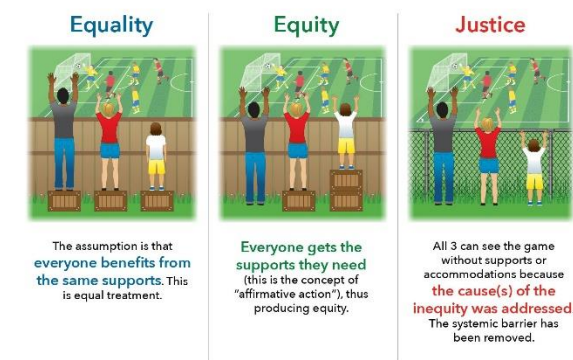 Equality
The assumption is that
everyone benefits from
the same supports. This
is equal treatment.
Equity
Everyone gets the
supports they need
(this is the concept of
"affirmative action"), thus
producing equity.
Justice
All 3 can see the game
without supports or
accommodations because
the cause(s) of the
inequity was addressed.
The systemic barrier has
been removed.